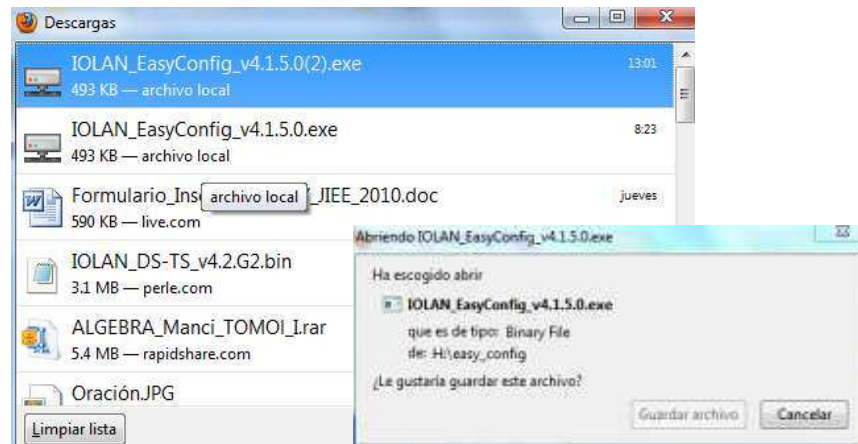 Descargas
IOLAN_EasyConfig_v4.1.5.0(2).exe
13:01
493 KB — archivo local
IOLAN_EasyConfig_v4.1.5.0.exe
8:23
493 KB — archivo local
Formulario_Ins
archivo local
_JIEE_2010.doc
jueves
590 KB — live.com
IOLAN_DS-TS_v4.2.G2.bin
3.1 MB — perle.com
ALGEBRA_Manci_TOMOI_I.rar
5.4 MB — rapidshare.com
Oración.JPG
Limpiar lista
Abriendo IOLAN_EasyConfig_v4.1.5.0.exe
Ha escogido abrir
IOLAN_EasyConfig_v4.1.5.0.exe
que es de tipo: Binary File
de: H:\easy_config
¿Le gustaría guardar este archivo?
Guardar archivo
Cancelar